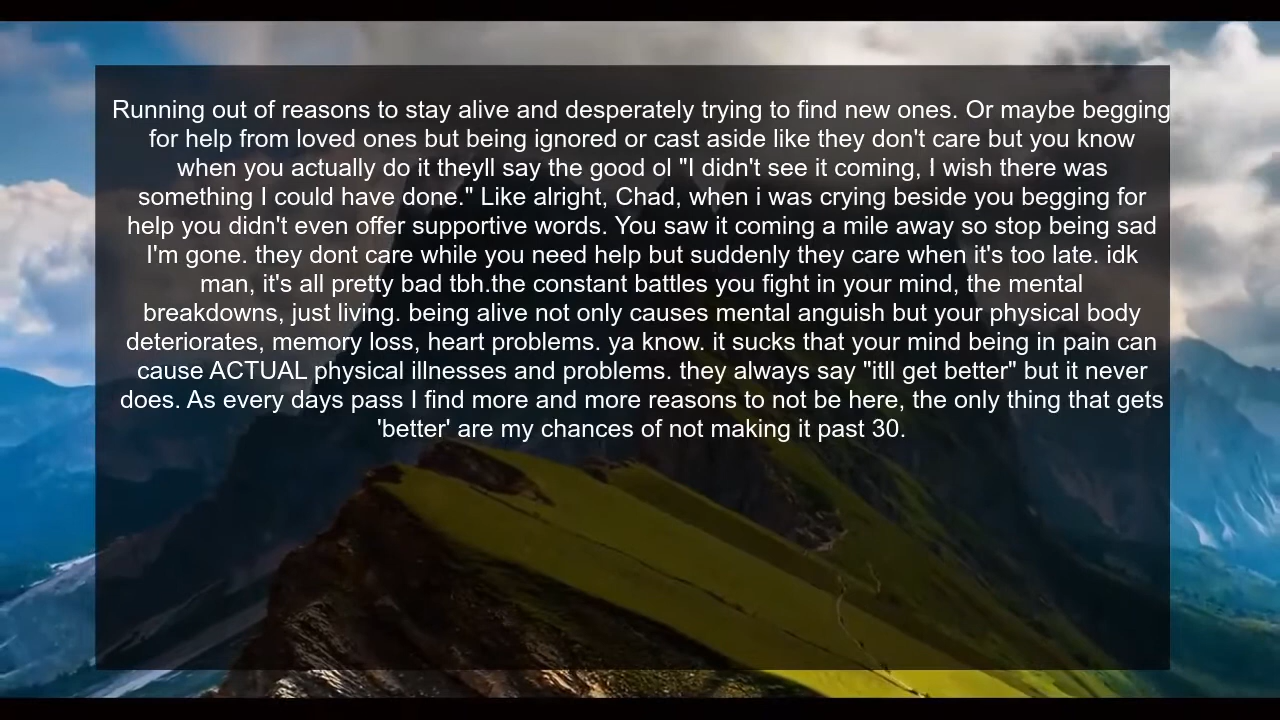 Running out of reasons to stay alive and desperately trying to find new ones. Or maybe begging
for help from loved ones but being ignored or cast aside like they don't care but you know
when you actually do it theyll say the good ol "I didn't see it coming, I wish there was
something I could have done." Like alright, Chad, when i was crying beside you begging for
help you didn't even offer supportive words. You saw it coming a mile away so stop being sad
I'm gone. they dont care while you need help but suddenly they care when it's too late. idk
man, it's all pretty bad tbh.the constant battles you fight in your mind, the mental
breakdowns, just living. being alive not only causes mental anguish but your physical body
deteriorates, memory loss, heart problems. ya know. it sucks that your mind being in pain can
cause ACTUAL physical illnesses and problems. they always say "itll get better" but it never
does. As every days pass I find more and more reasons to not be here, the only thing that gets
'better' are my chances of not making it past 30.